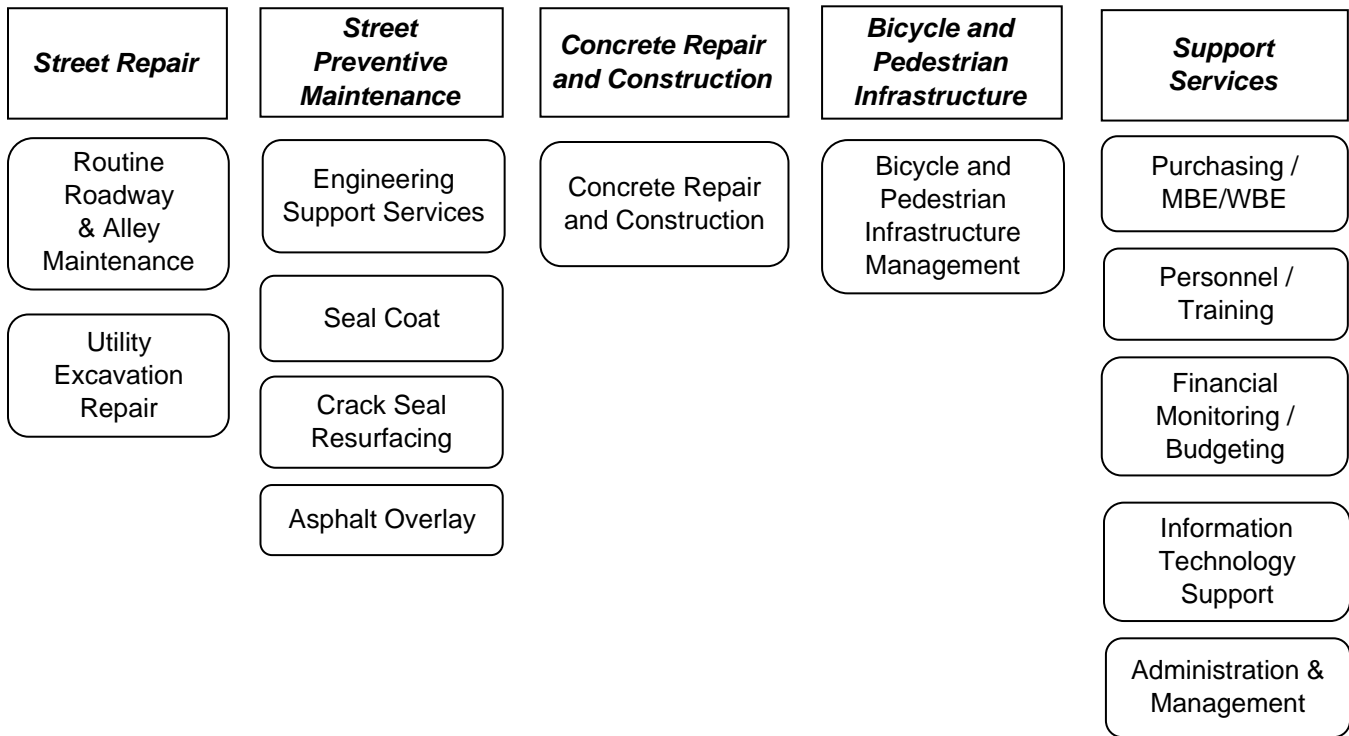 Street Repair
Street
Preventive
Maintenance
Concrete Repair
and Construction
Bicycle and
Pedestrian
Infrastructure
Support
Services
Routine
Roadway
& Alley
Maintenance
Utility
Excavation
Repair
Engineering
Support Services
Seal Coat
Crack Seal
Resurfacing
Asphalt Overlay
Concrete Repair
and Construction
Bicycle and
Pedestrian
Infrastructure
Management
Purchasing /
MBE/WBE
Personnel /
Training
Financial
Monitoring /
Budgeting
Information
Technology
Support
Administration &
Management